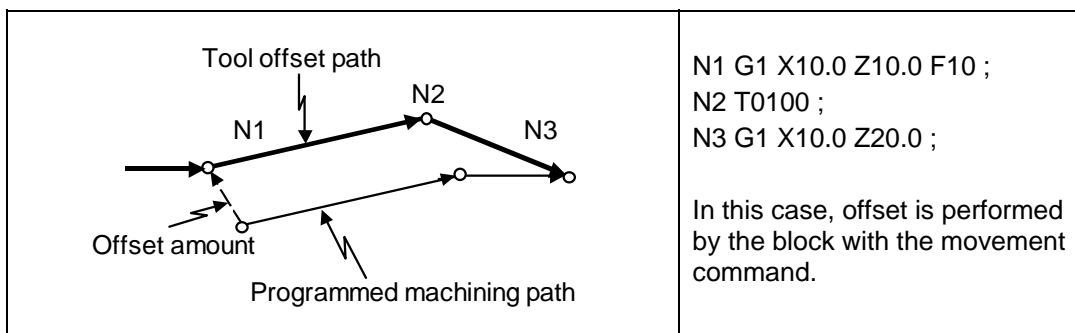 Tool offset path
N2
N1
N3
Offset amount
Programmed machining path
N1 G1 X10.0 Z10.0 F10 ;
N2 T0100 ;
N3 G1 X10.0 Z20.0 ;
In this case, offset is performed
by the block with the movement
command.